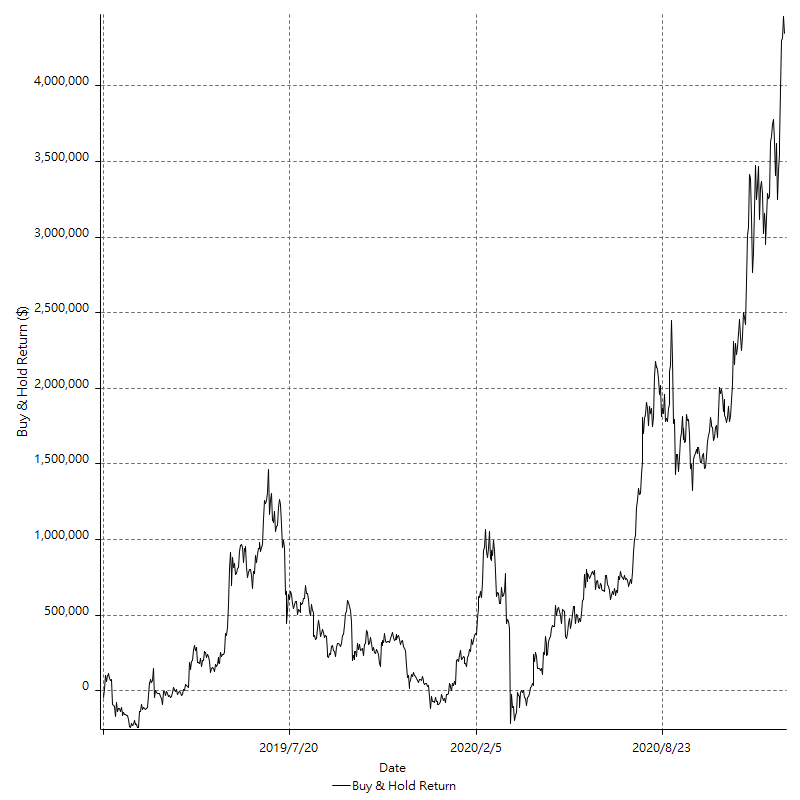 4,000,000
3,500,000
3,000,000
2,500,000
2,000,000
1,500,000
1,000,000
500,000
0
Buy & Hold Return ($)
2019/7/20 2020/2/5 2020/8/23
Date
Buy & Hold Return